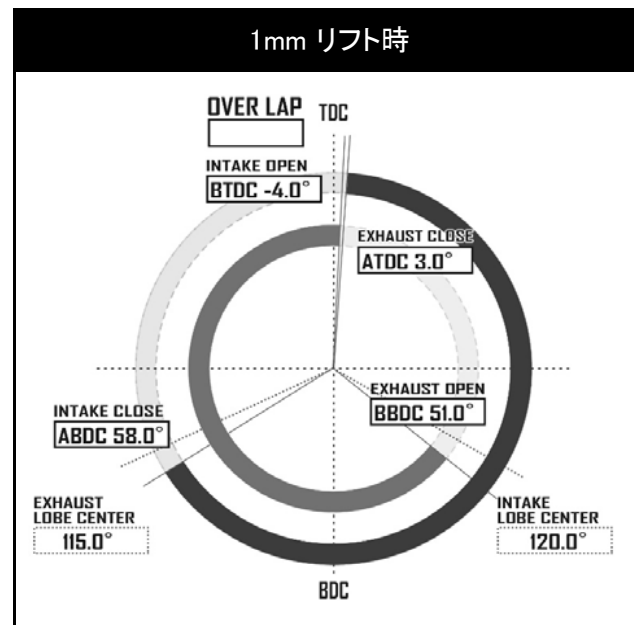 1mm リフト時
OVER LAP
TDC
INTAKE OPEN
BTDC -4.0°
EXHAUST CLOSE
ATDC 3.0°
EXHAUST OPEN
BBDC 51.0°
INTAKE CLOSE
ABDC 58.0°
EXHAUST
LOBE CENTER
115.0°
INTAKE
LOBE CENTER
120.0°
BDC